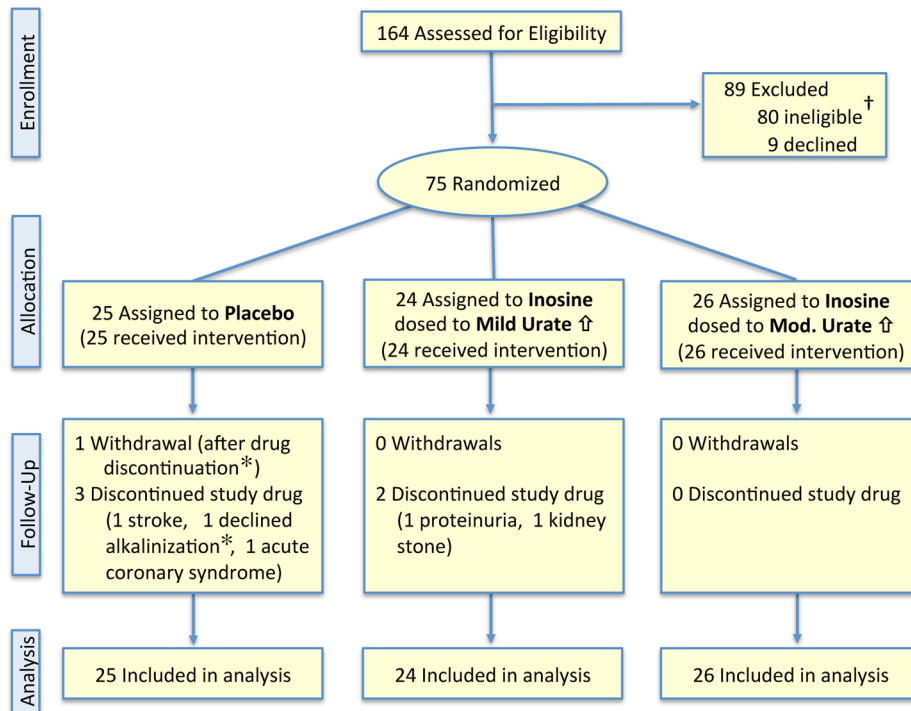 Enrollment
164 Assessed for Eligibility
89 Excluded
80 ineligible†
9 declined
75 Randomized
Allocation
25 Assigned to Placebo
(25 received intervention)
24 Assigned to Inosine
dosed to Mild Urate ⇧
(24 received intervention)
26 Assigned to Inosine
dosed to Mod. Urate ⇧
(26 received intervention)
Follow-Up
1 Withdrawal (after drug
discontinuation*)
3 Discontinued study drug
(1 stroke, 1 declined
alkalinization*, 1 acute
coronary syndrome)
0 Withdrawals
2 Discontinued study drug
(1 proteinuria, 1 kidney
stone)
0 Withdrawals
0 Discontinued study drug
Analysis
25 Included in analysis
24 Included in analysis
26 Included in analysis